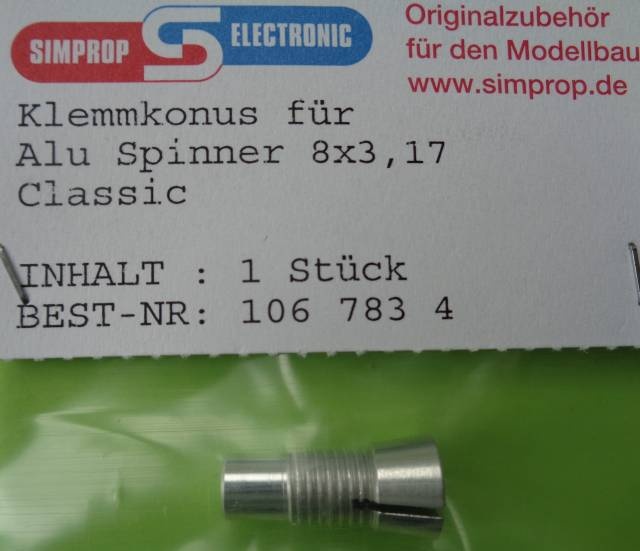 SIMPROP ELECTRONIC
Originalzubehör
für den Modellbau
www.simprop.de
Klemmkonus für
Alu Spinner 8x3,17
Classic
INHALT : 1 Stück
BEST-NR: 106 783 4